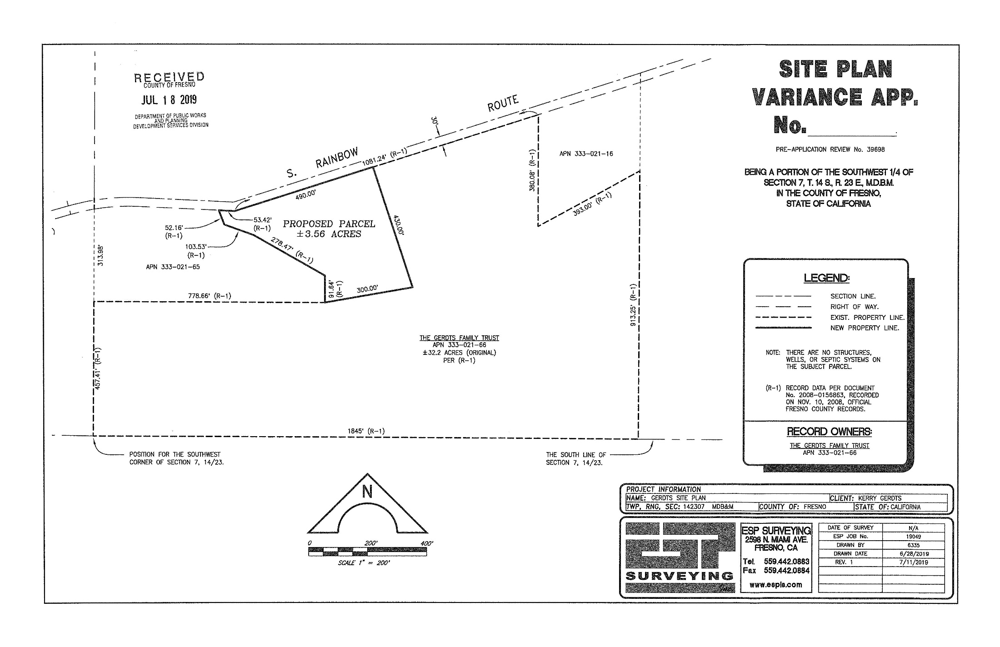 RECEIVED
COUNTY OF FRESNO
JUL 18 2019
DEPARTMENT OF PUBLIC WORKS
AND PLANNING
DEVELOPMENT SERVICES DIVISION
SITE PLAN
VARIANCE APP.
No.
PRE-APPLICATION REVIEW No. 39698
BEING A PORTION OF THE SOUTHWEST 1/4 OF
SECTION 7, T. 14 S., R. 23 E., M.D.B.M.
IN THE COUNTY OF FRESNO,
STATE OF CALIFORNIA
S. RAINBOW ROUTE
30'
1081.24' (R-1)
490.00'
430.00'
53.42'
(R-1)
52.16'
(R-1)
103.53'
(R-1)
278.47' (R-1)
91.64'
(R-1)
300.00'
PROPOSED PARCEL
±3.56 ACRES
APN 333-021-65
313.98'
778.66' (R-1)
457.41' (R-1)
380.08' (R-1)
APN 333-021-16
393.00' (R-1)
913.25' (R-1)
THE GERDTS FAMILY TRUST
APN 333-021-66
±32.2 ACRES (ORIGINAL)
PER (R-1)
1845' (R-1)
POSITION FOR THE SOUTHWEST
CORNER OF SECTION 7, 14/23.
THE SOUTH LINE OF
SECTION 7, 14/23.
LEGEND:
SECTION LINE.
RIGHT OF WAY.
EXIST. PROPERTY LINE.
NEW PROPERTY LINE.
NOTE: THERE ARE NO STRUCTURES,
WELLS, OR SEPTIC SYSTEMS ON
THE SUBJECT PARCEL.
(R-1) RECORD DATA PER DOCUMENT
No. 2008-0156863, RECORDED
ON NOV. 10, 2008, OFFICIAL
FRESNO COUNTY RECORDS.
RECORD OWNERS:
THE GERDTS FAMILY TRUST
APN 333-021-66
N
0 200' 400'
SCALE 1" = 200'
PROJECT INFORMATION
NAME: GERDTS SITE PLAN CLIENT: KERRY GERDTS
TWP, RNG, SEC: 142307 MDB&M COUNTY OF: FRESNO STATE OF: CALIFORNIA
ESP
SURVEYING
ESP SURVEYING
2598 N. MIAMI AVE.
FRESNO, CA
Tel. 559.442.0883
Fax 559.442.0884
www.espls.com
DATE OF SURVEY N/A
ESP JOB No. 19049
DRAWN BY 6335
DRAWN DATE 6/28/2019
REV. 1 7/11/2019